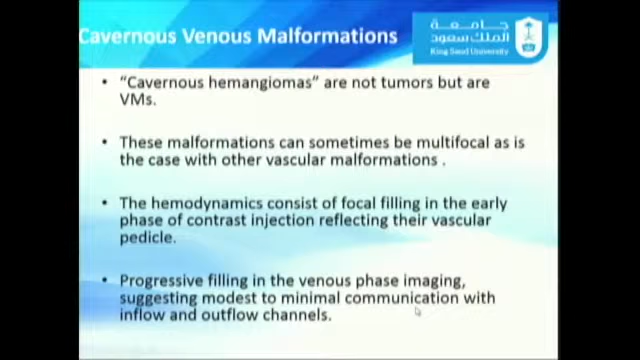 Cavernous Venous Malformations
جامعة
الملك سعود
King Saud University
• “Cavernous hemangiomas” are not tumors but are
VMs.
• These malformations can sometimes be multifocal as is
the case with other vascular malformations .
• The hemodynamics consist of focal filling in the early
phase of contrast injection reflecting their vascular
pedicle.
• Progressive filling in the venous phase imaging,
suggesting modest to minimal communication with
inflow and outflow channels.